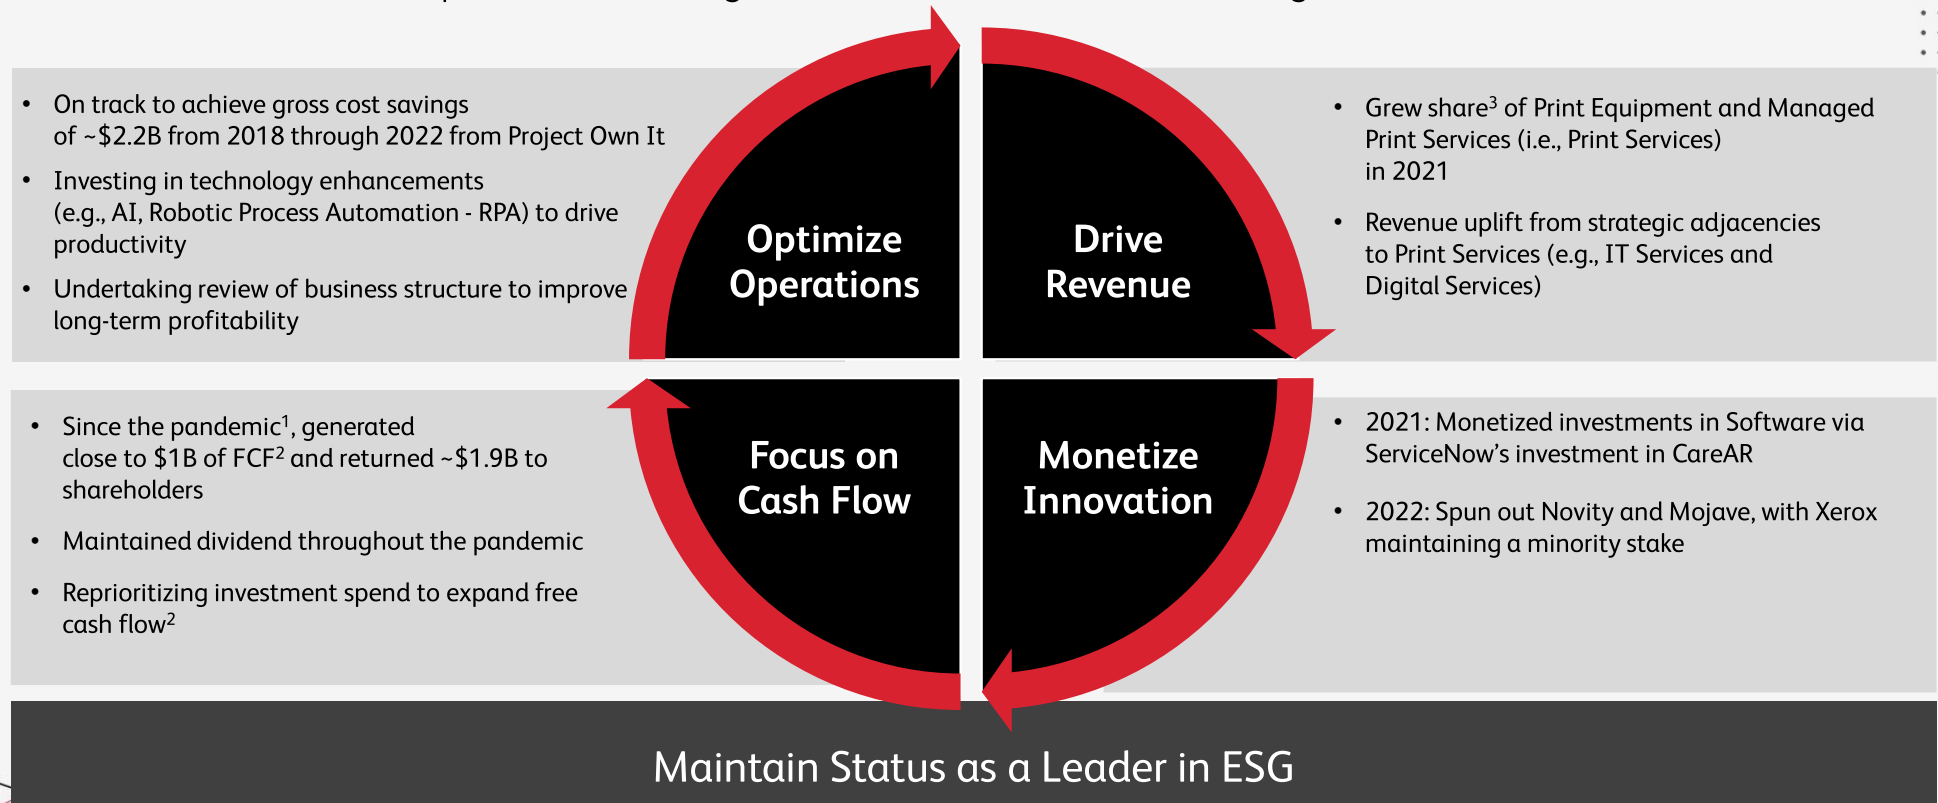 • On track to achieve gross cost savings
of ~$2.2B from 2018 through 2022 from Project Own It
• Investing in technology enhancements
(e.g., AI, Robotic Process Automation - RPA) to drive
productivity
• Undertaking review of business structure to improve
long-term profitability
Optimize
Operations
Drive
Revenue
• Grew share³ of Print Equipment and Managed
Print Services (i.e., Print Services)
in 2021
• Revenue uplift from strategic adjacencies
to Print Services (e.g., IT Services and
Digital Services)
• Since the pandemic¹, generated
close to $1B of FCF² and returned ~$1.9B to
shareholders
• Maintained dividend throughout the pandemic
• Reprioritizing investment spend to expand free
cash flow²
Focus on
Cash Flow
Monetize
Innovation
• 2021: Monetized investments in Software via
ServiceNow’s investment in CareAR
• 2022: Spun out Novity and Mojave, with Xerox
maintaining a minority stake
Maintain Status as a Leader in ESG